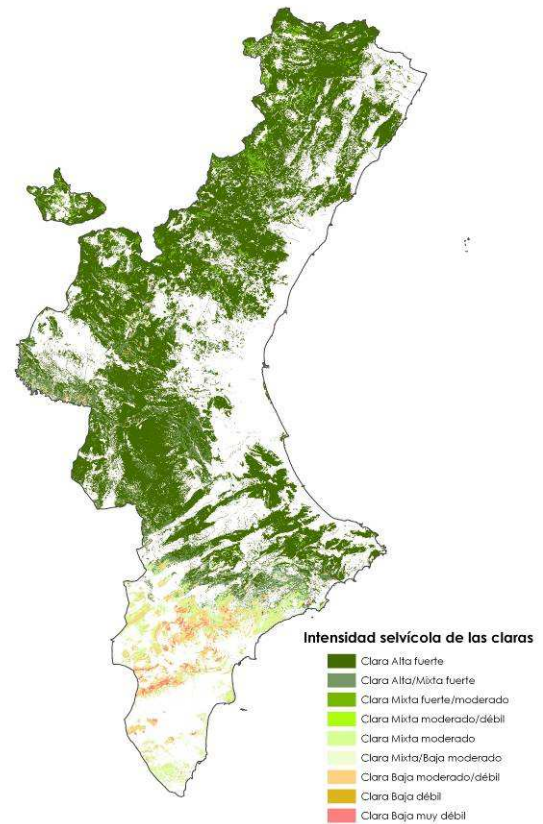 Intensidad selvícola de las claras
Clara Alta fuerte
Clara Alta/Mixta fuerte
Clara Mixta fuerte/moderado
Clara Mixta moderado/débil
Clara Mixta moderado
Clara Mixta/Baja moderado
Clara Baja moderado/débil
Clara Baja débil
Clara Baja muy débil